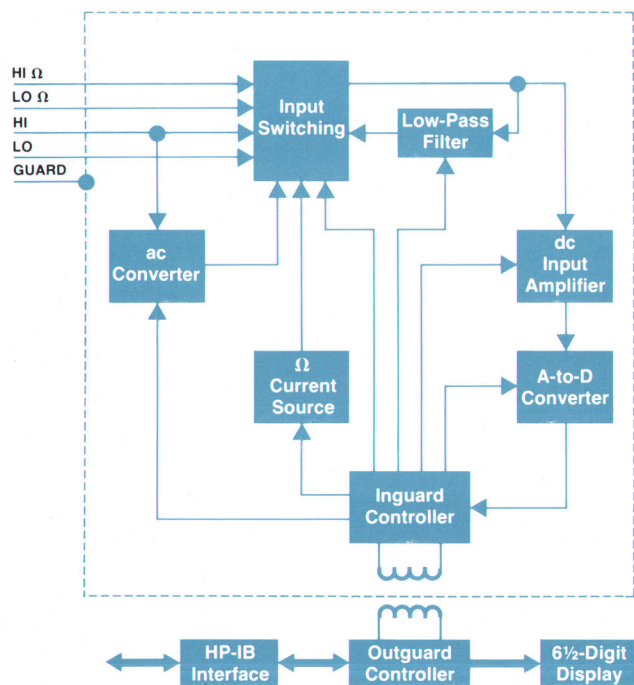 HI Ω
LO Ω
HI
LO
GUARD
Input
Switching
Low-Pass
Filter
ac
Converter
dc
Input
Amplifier
Ω
Current
Source
A-to-D
Converter
Inguard
Controller
HP-IB
Interface
Outguard
Controller
6½-Digit
Display